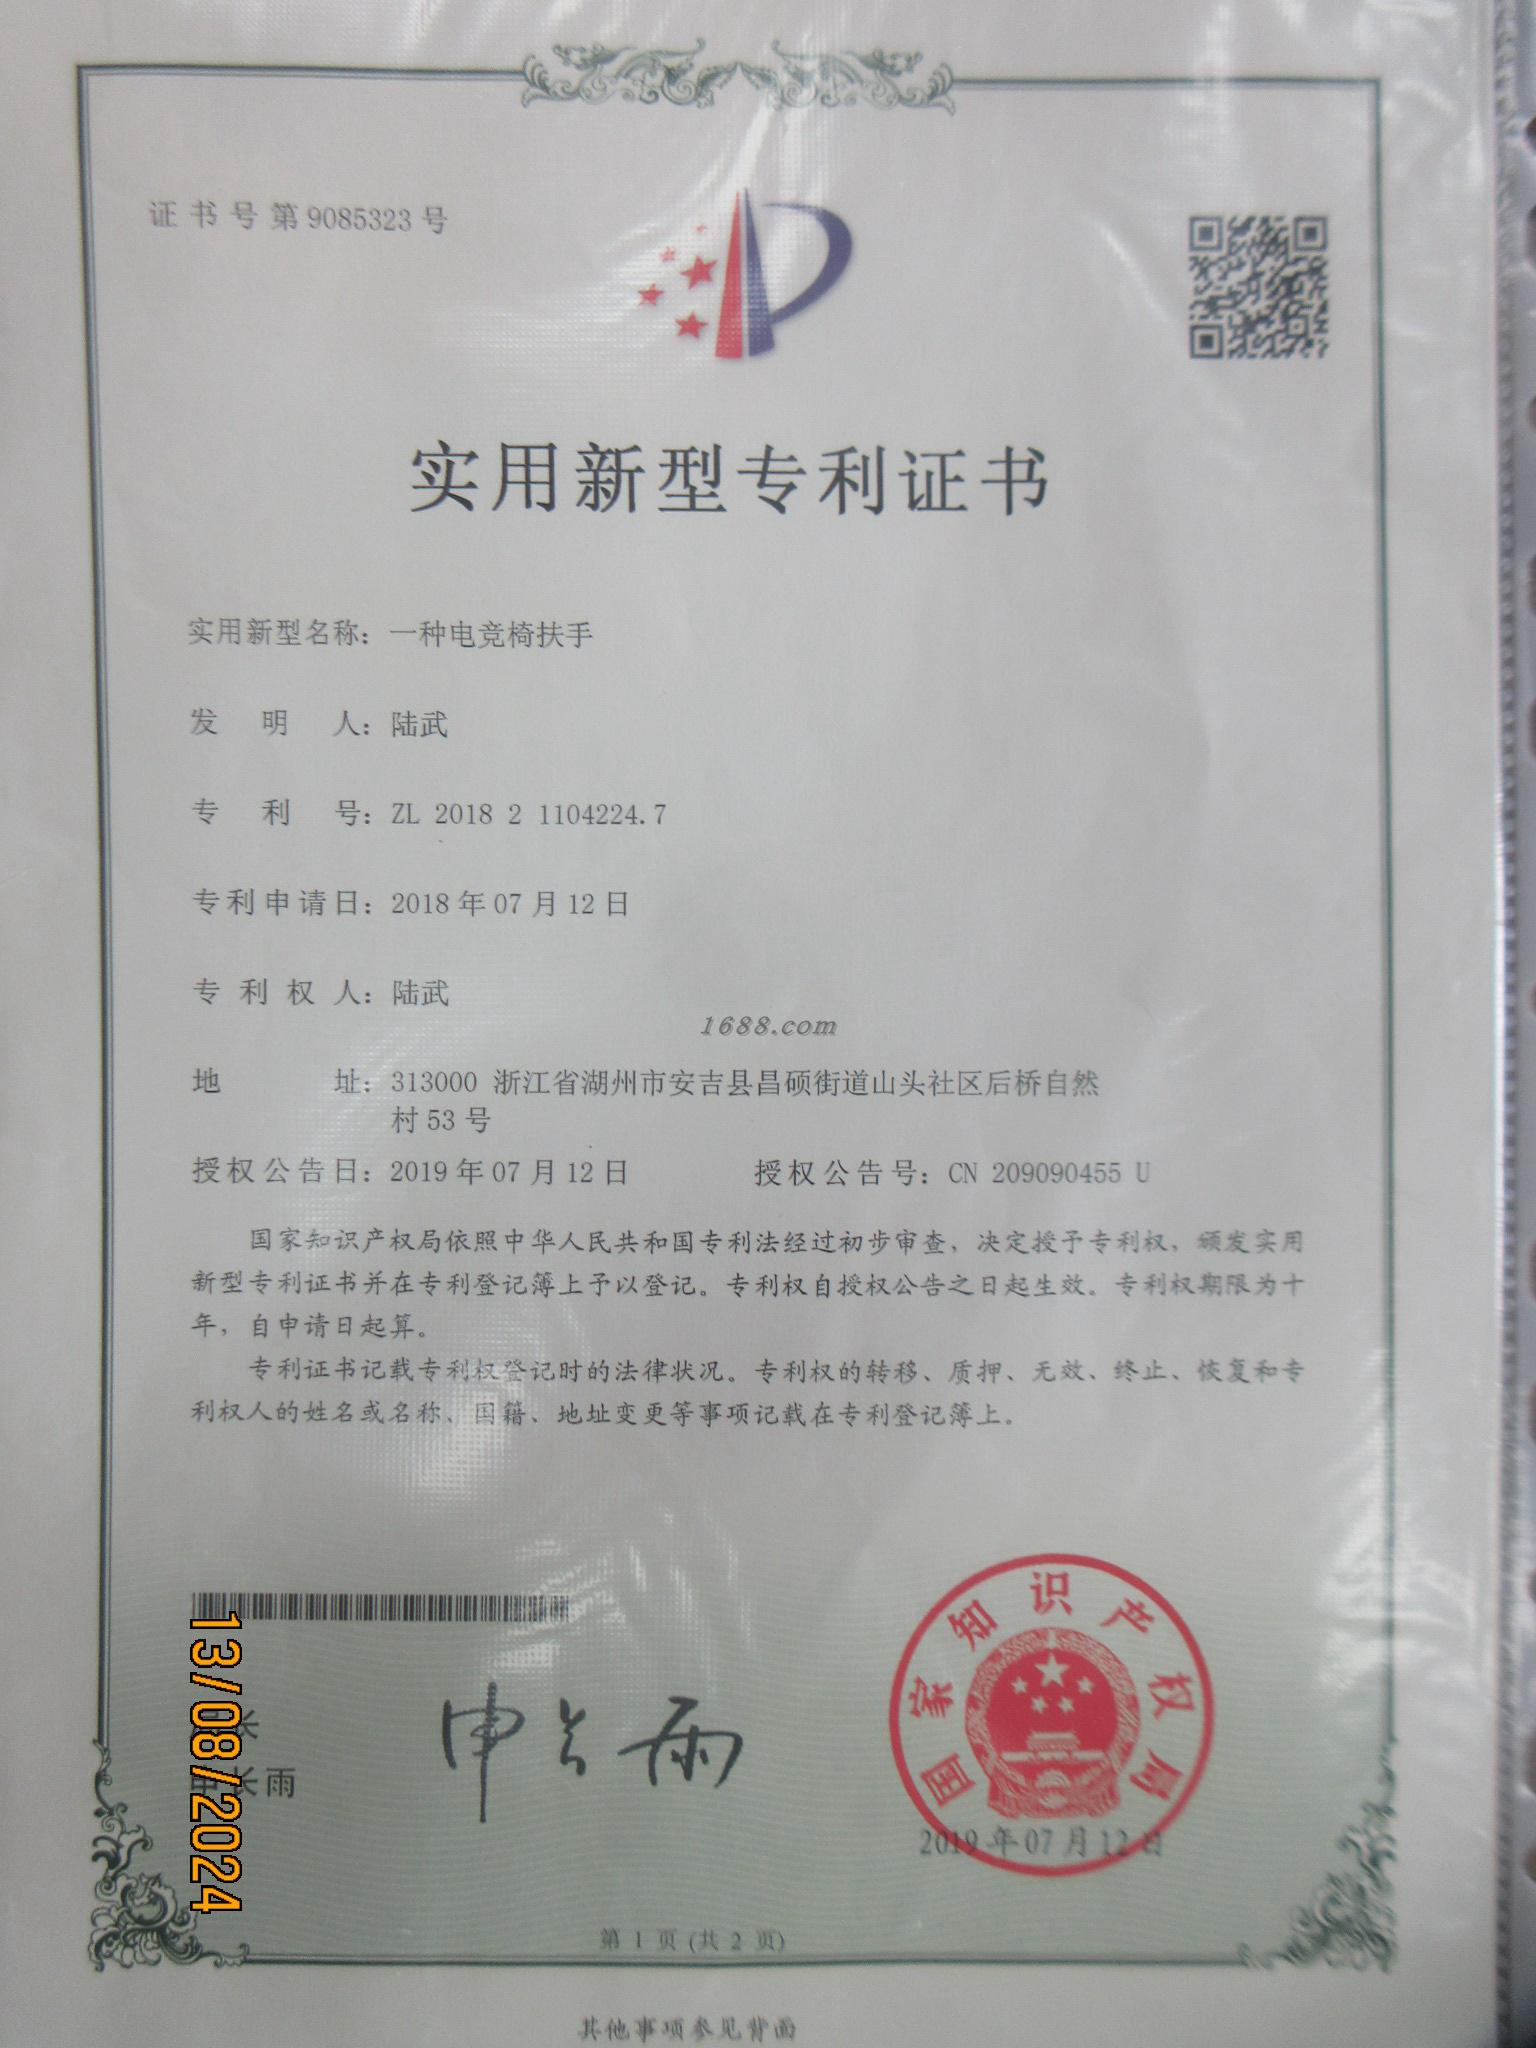 证书号第9085323号
实用新型专利证书
实用新型名称：一种电竞椅扶手
发明人：陆武
专利号：ZL 2018 2 1104224.7
专利申请日：2018年07月12日
专利权人：陆武
1688.com
地址：313000 浙江省湖州市安吉县昌硕街道山头社区后桥自然
村53号
授权公告日：2019年07月12日 授权公告号：CN 209090455 U
国家知识产权局依照中华人民共和国专利法经过初步审查，决定授予专利权，颁发实用
新型专利证书并在专利登记簿上予以登记。专利权自授权公告之日起生效。专利权期限为十
年，自申请日起算。
专利证书记载专利权登记时的法律状况。专利权的转移、质押、无效、终止、恢复和专
利权人的姓名或名称、国籍、地址变更等事项记载在专利登记簿上。
13/08/2024
局长
申长雨
申长雨
国家知识产权局
2019年07月12日
第 1 页 (共 2 页)
其他事项参见背面